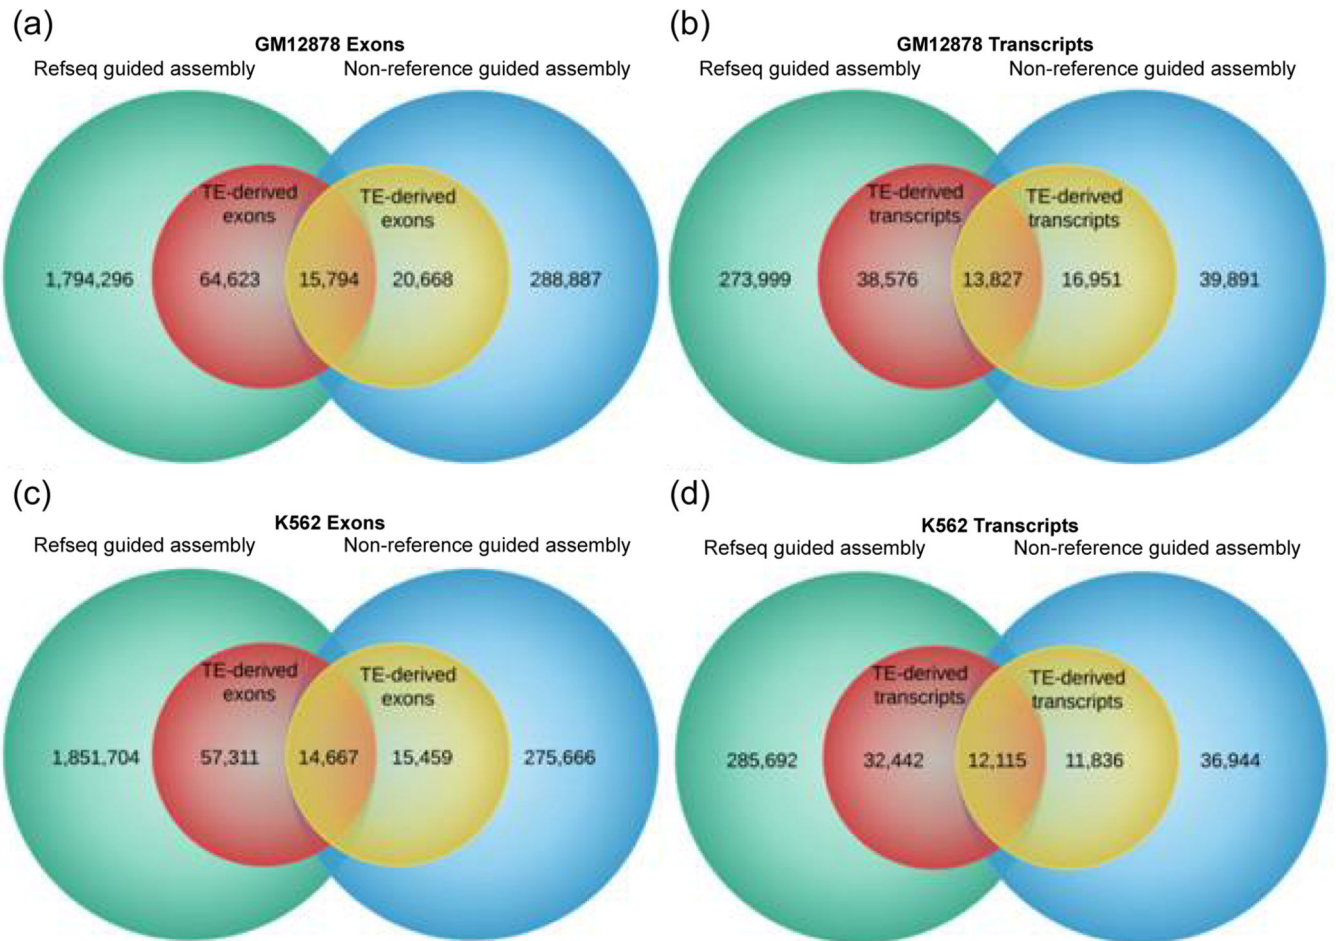 (a)
GM12878 Exons
Refseq guided assembly
Non-reference guided assembly
TE-derived
exons
TE-derived
exons
1,794,296
64,623
15,794
20,668
288,887
(b)
GM12878 Transcripts
Refseq guided assembly
Non-reference guided assembly
TE-derived
transcripts
TE-derived
transcripts
273,999
38,576
13,827
16,951
39,891
(c)
K562 Exons
Refseq guided assembly
Non-reference guided assembly
TE-derived
exons
TE-derived
exons
1,851,704
57,311
14,667
15,459
275,666
(d)
K562 Transcripts
Refseq guided assembly
Non-reference guided assembly
TE-derived
transcripts
TE-derived
transcripts
285,692
32,442
12,115
11,836
36,944